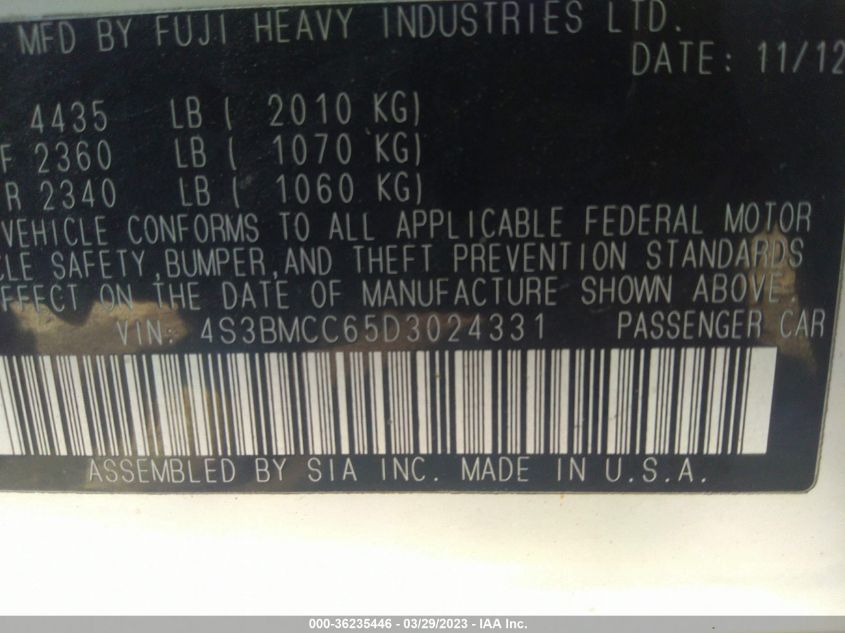 MFD BY FUJI HEAVY INDUSTRIES LTD.
DATE: 11/12
4435 LB ( 2010 KG)
F 2360 LB ( 1070 KG)
R 2340 LB ( 1060 KG)
VEHICLE CONFORMS TO ALL APPLICABLE FEDERAL MOTOR
CLE SAFETY,BUMPER,AND THEFT PREVENTION STANDARDS
EFFECT ON THE DATE OF MANUFACTURE SHOWN ABOVE.
VIN: 4S3BMCC65D3024331 PASSENGER CAR
ASSEMBLED BY SIA INC. MADE IN U.S.A.
000-36235446 - 03/29/2023 - IAA Inc.